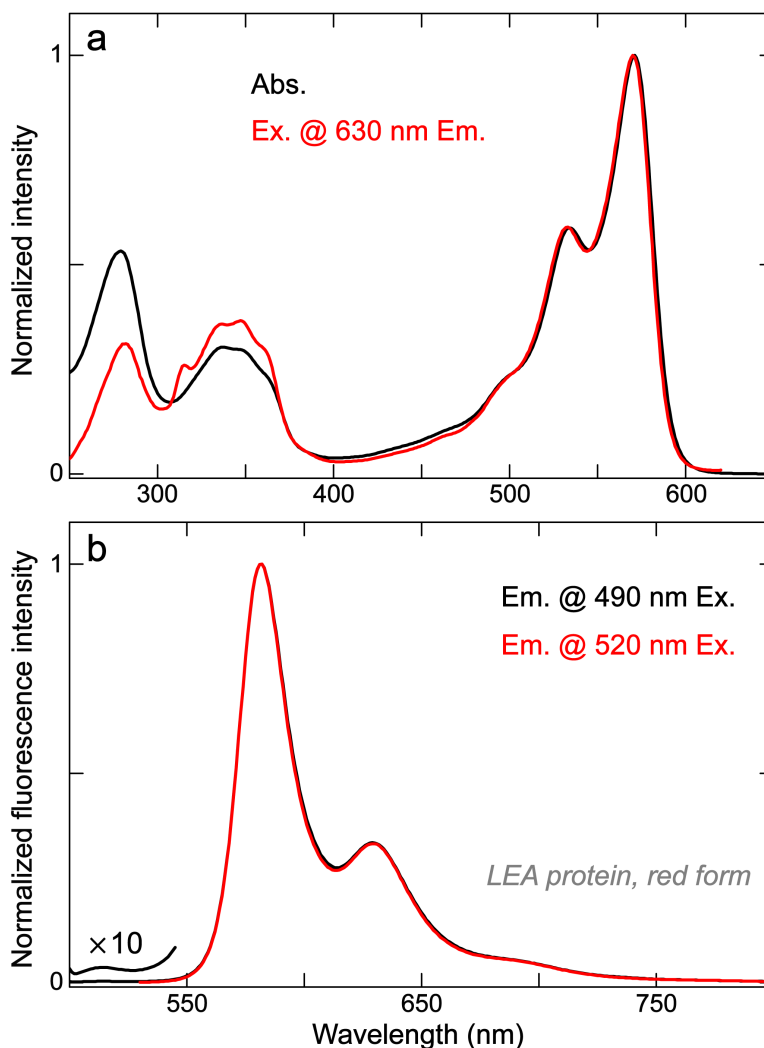 a
Abs.
Ex. @ 630 nm Em.
Normalized intensity
1
0
300
400
500
600
b
Em. @ 490 nm Ex.
Em. @ 520 nm Ex.
Normalized fluorescence intensity
1
LEA protein, red form
×10
0
550
650
750
Wavelength (nm)